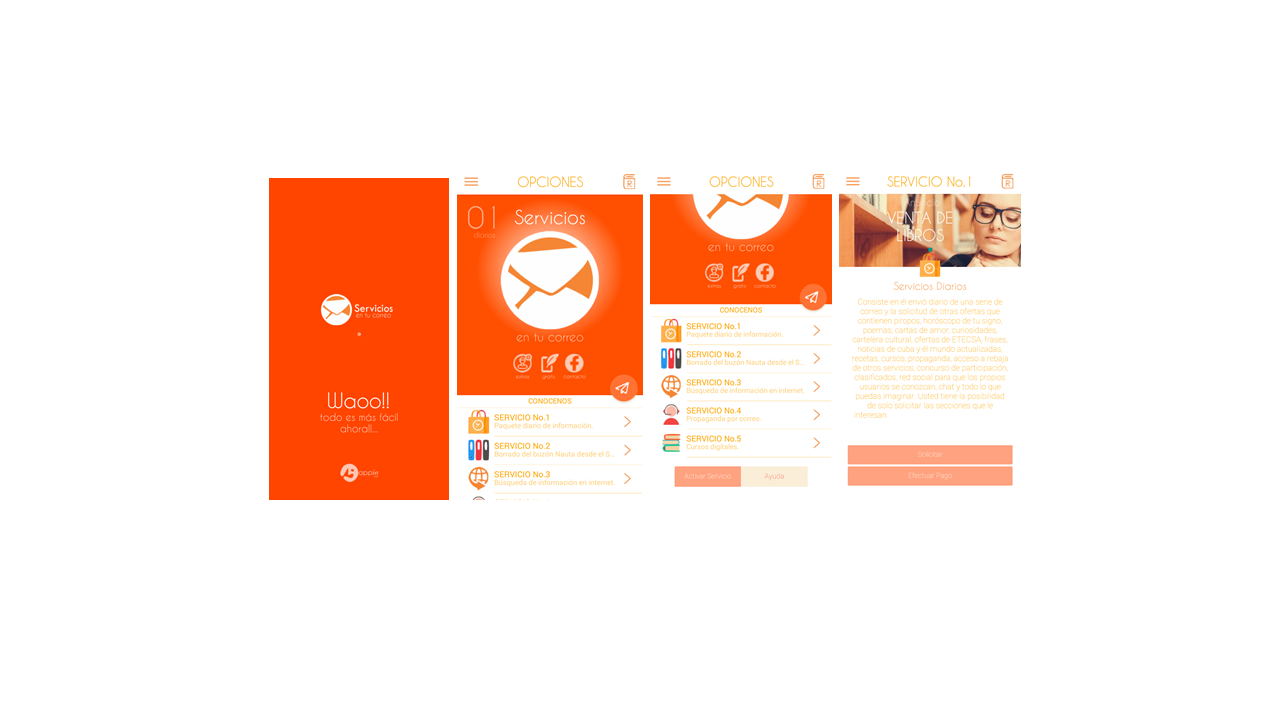 Servicios
en tu correo
Waoo!!
todo es más fácil
ahora!!...
apple
OPCIONES
01
diarios
Servicios
en tu correo
extras
gratis
contacto
CONOCENOS
SERVICIO No.1
Paquete diario de información.
SERVICIO No.2
Borrado del buzón Nauta desde el S...
SERVICIO No.3
Búsqueda de información en internet.
OPCIONES
en tu correo
extras
gratis
contacto
CONOCENOS
SERVICIO No.1
Paquete diario de información.
SERVICIO No.2
Borrado del buzón Nauta desde el S...
SERVICIO No.3
Búsqueda de información en internet.
SERVICIO No.4
Propaganda por correo.
SERVICIO No.5
Cursos digitales.
Activar Servicio
Ayuda
SERVICIO No.1
Anuncio
VENTA DE
LIBROS
Servicios Diarios
Consiste en él envió diario de una serie de
correo y la solicitud de otras ofertas que
contienen piropos, horóscopo de tu signo,
poemas, cartas de amor, curiosidades,
cartelera cultural, ofertas de ETECSA, frases,
noticias de cuba y él mundo actualizadas,
recetas, cursos, propaganda, acceso a rebaja
de otros servicios, concurso de participación,
clasificados, red social para que los propios
usuarios se conozcan, chat y todo lo que
puedas imaginar. Usted tiene la posibilidad
de solo solicitar las secciones que le
interesan.
Solicitar
Efectuar Pago